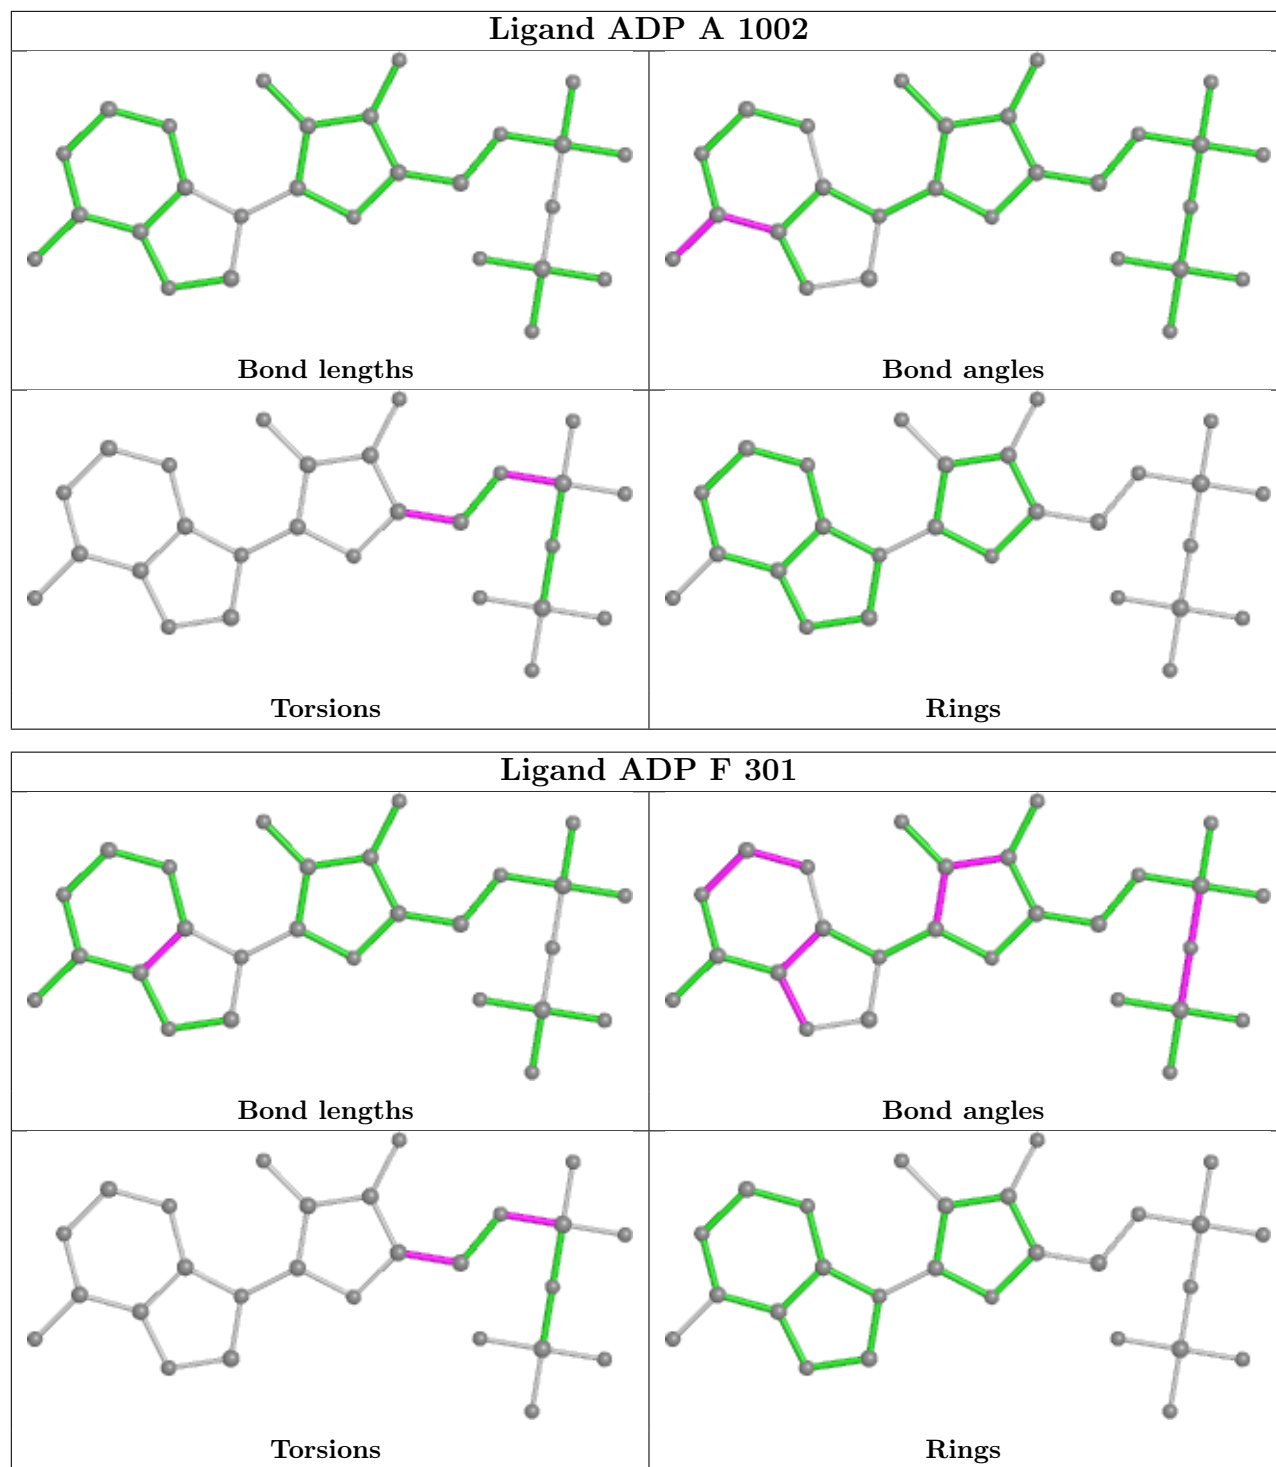 Ligand ADP A 1002
Bond lengths
Bond angles
Torsions
Rings
Ligand ADP F 301
Bond lengths
Bond angles
Torsions
Rings